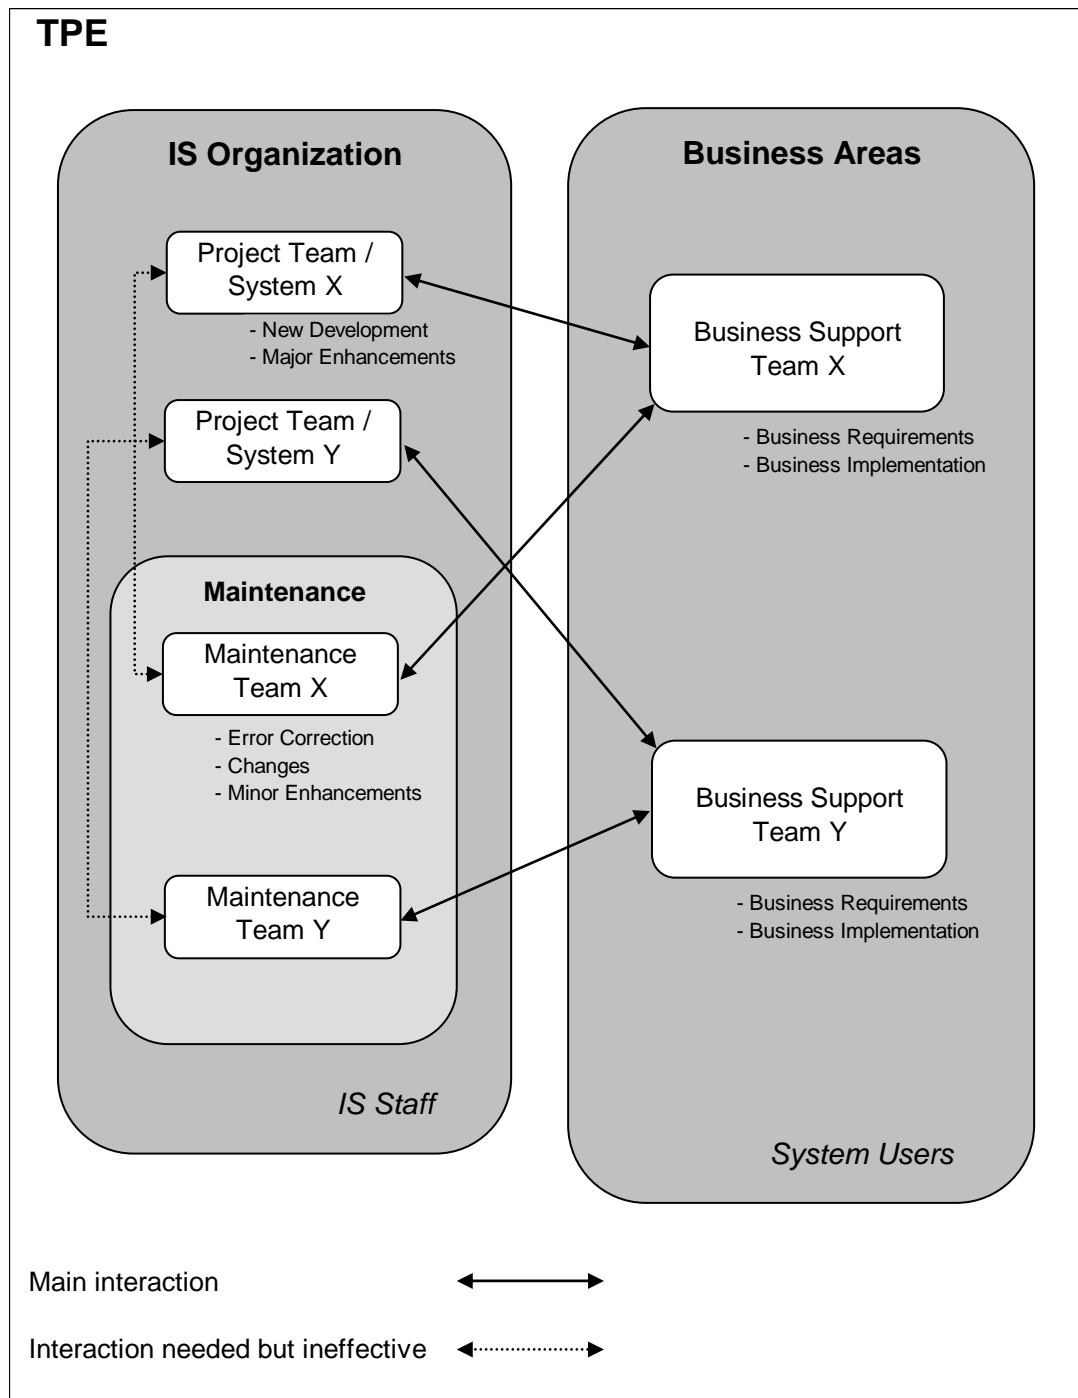 TPE
IS Organization
Project Team /
System X
- New Development
- Major Enhancements
Project Team /
System Y
Maintenance
Maintenance
Team X
- Error Correction
- Changes
- Minor Enhancements
Maintenance
Team Y
IS Staff
Business Areas
Business Support
Team X
- Business Requirements
- Business Implementation
Business Support
Team Y
- Business Requirements
- Business Implementation
System Users
Main interaction
Interaction needed but ineffective